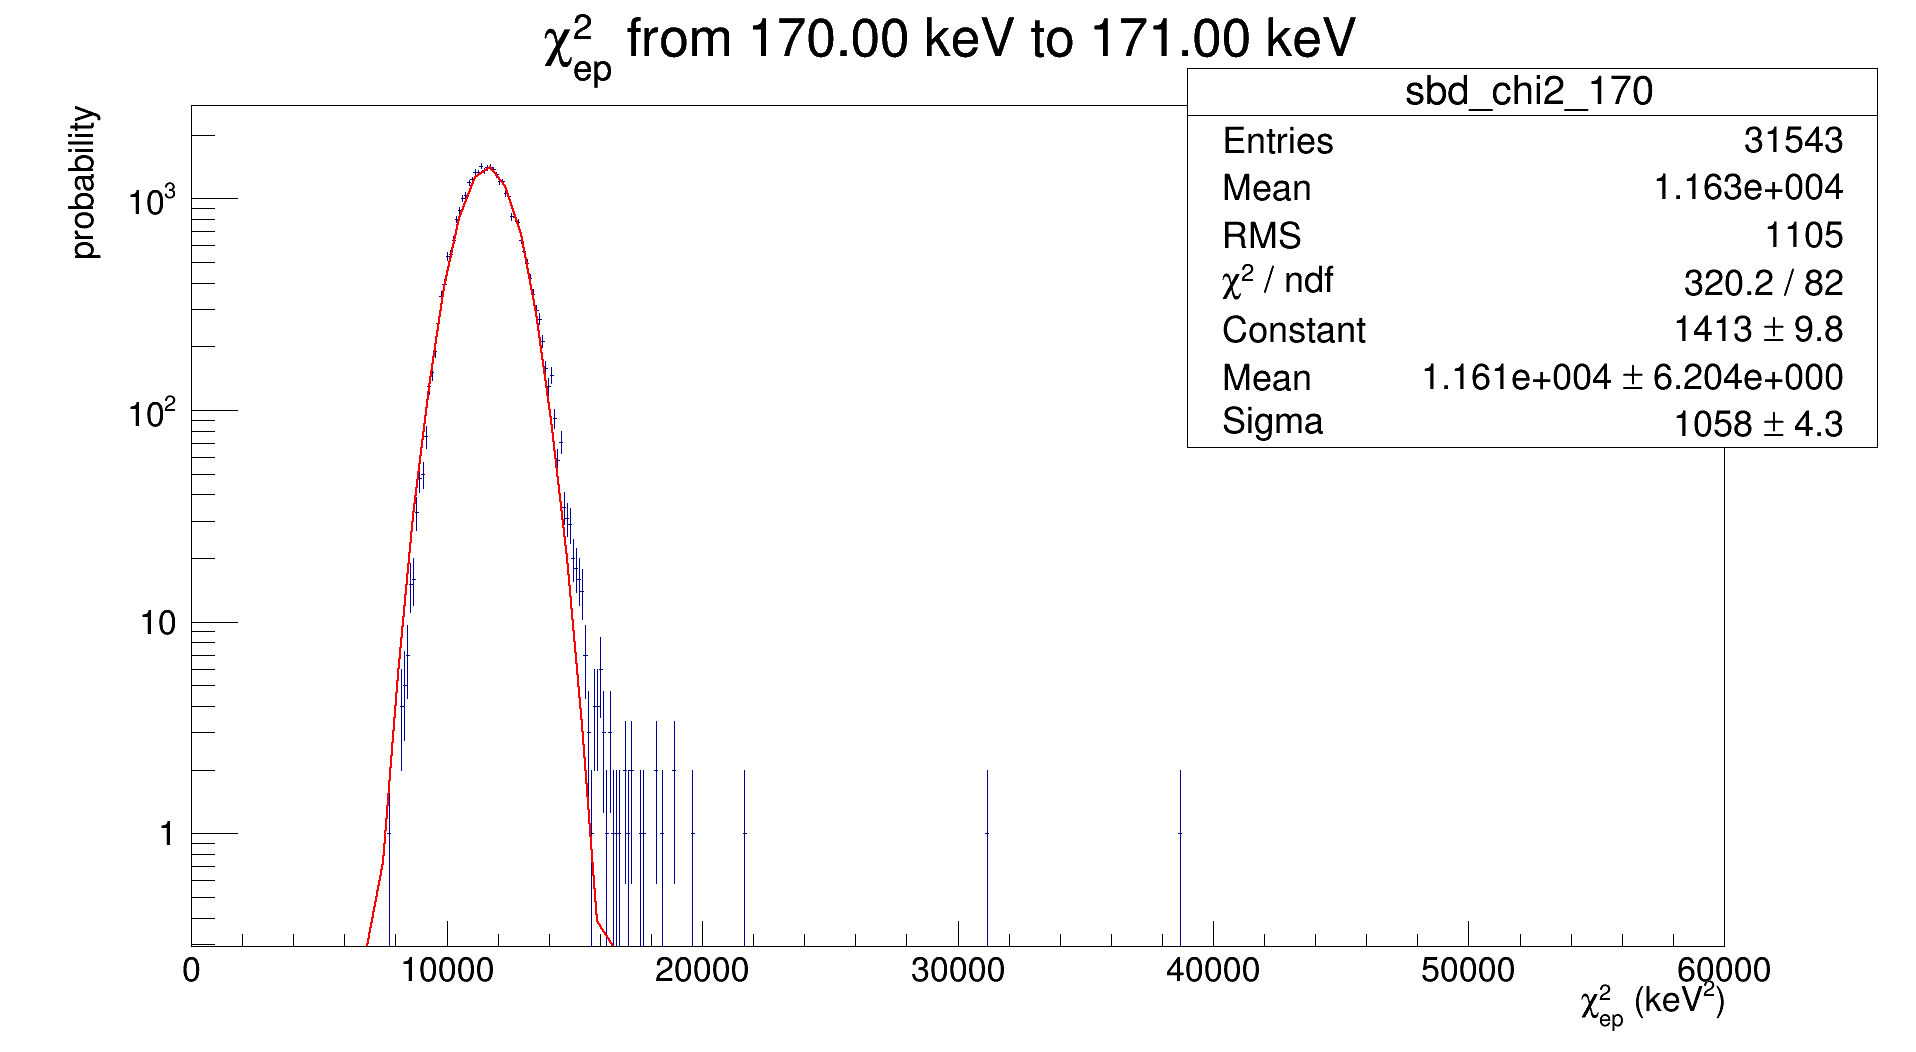 χ²ep from 170.00 keV to 171.00 keV
probability
sbd_chi2_170
Entries 31543
Mean 1.163e+004
RMS 1105
χ² / ndf 320.2 / 82
Constant 1413 ± 9.8
Mean 1.161e+004 ± 6.204e+000
Sigma 1058 ± 4.3
10³
10²
10
1
0 10000 20000 30000 40000 50000 60000
χ²ep (keV²)